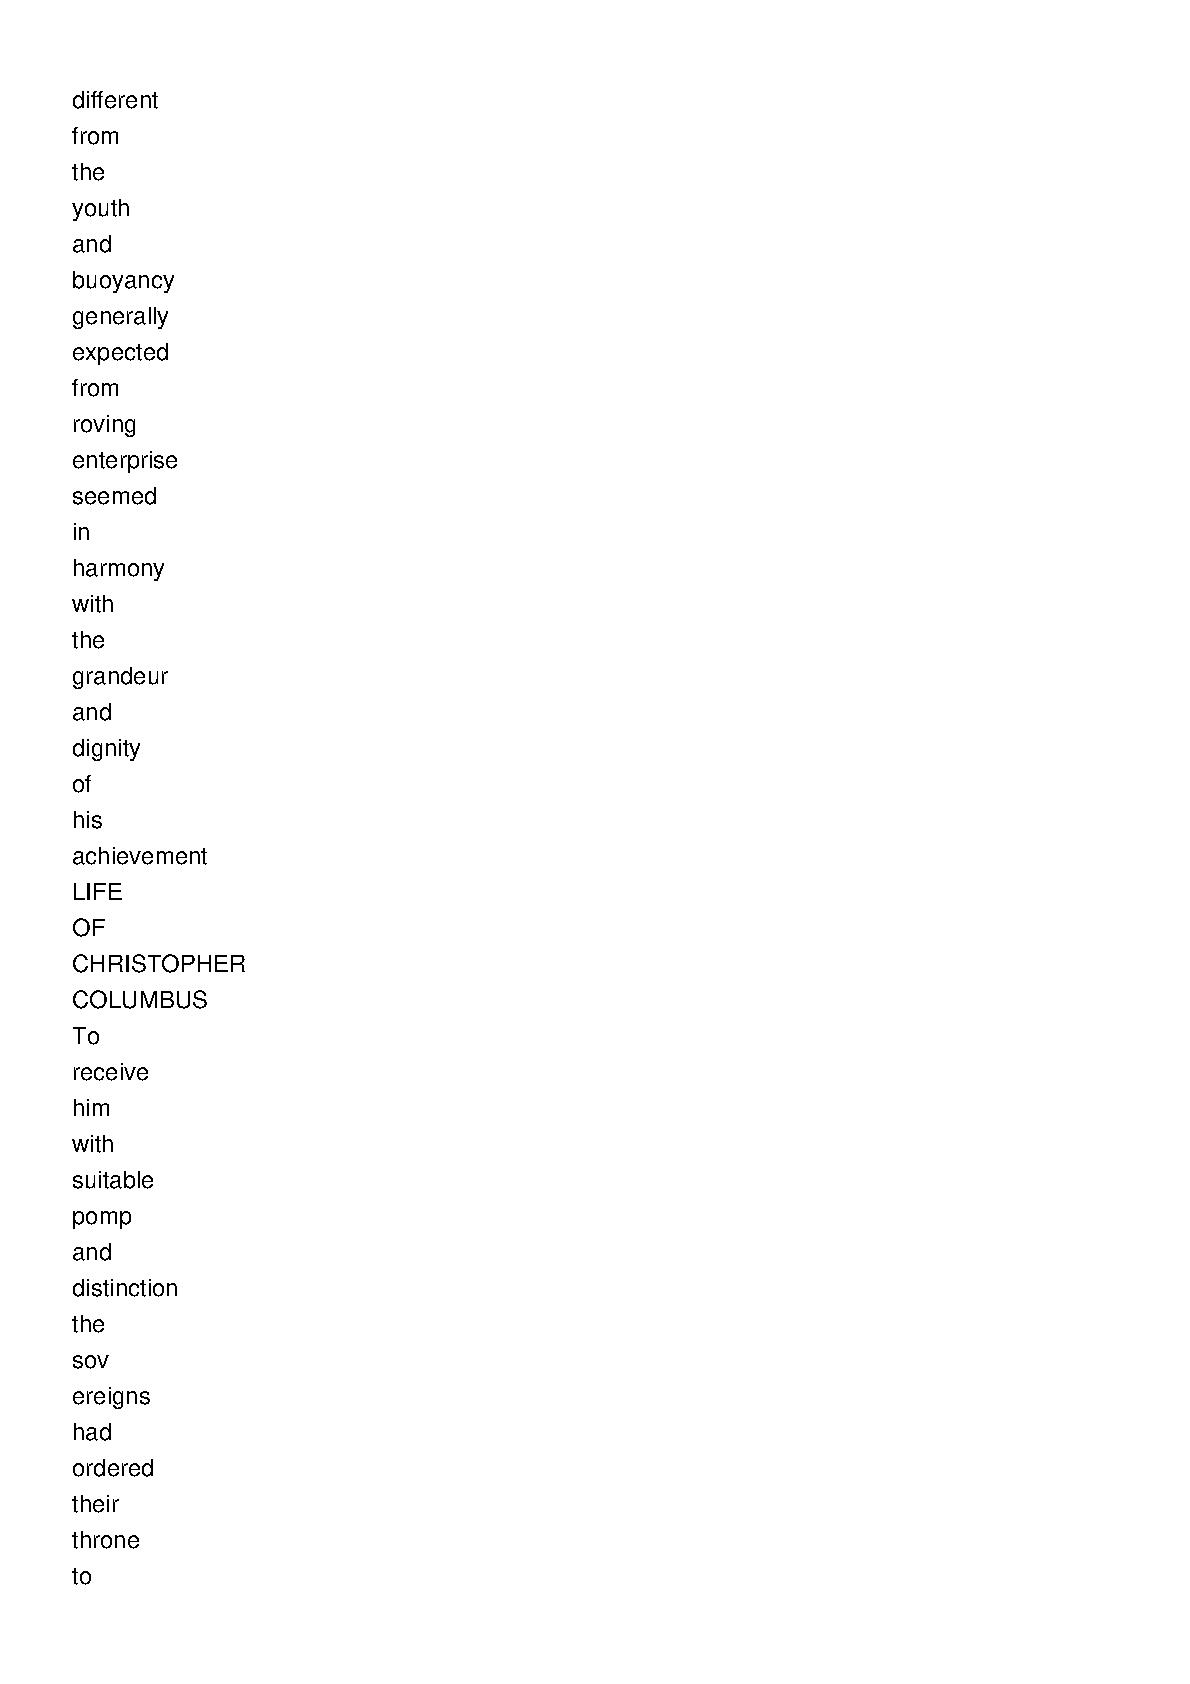 different
from
the
youth
and
buoyancy
generally
expected
from
roving
enterprise
seemed
in
harmony
with
the
grandeur
and
dignity
of
his
achievement
LIFE
OF
CHRISTOPHER
COLUMBUS
To
receive
him
with
suitable
pomp
and
distinction
the
sov
ereigns
had
ordered
their
throne
to